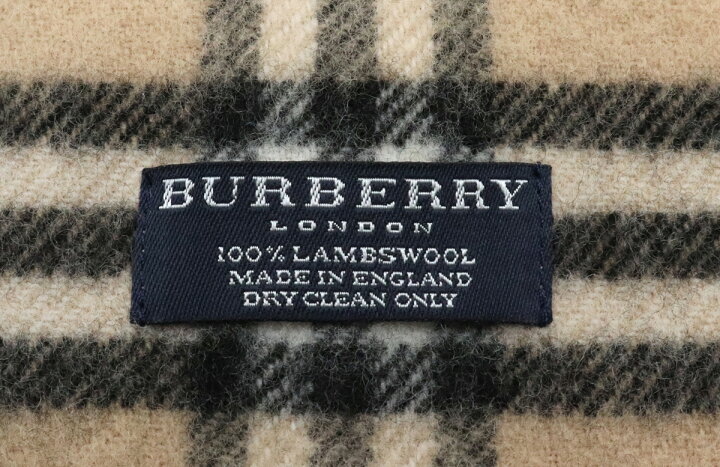 BURBERRY
LONDON
100% LAMBSWOOL
MADE IN ENGLAND
DRY CLEAN ONLY